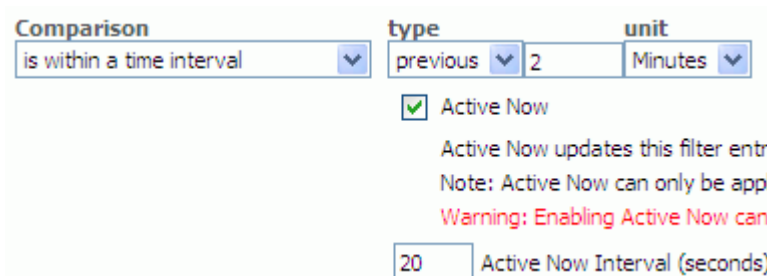 Comparison type unit
is within a time interval previous 2 Minutes
Active Now
Active Now updates this filter entr
Note: Active Now can only be app
Warning: Enabling Active Now can
20 Active Now Interval (seconds)